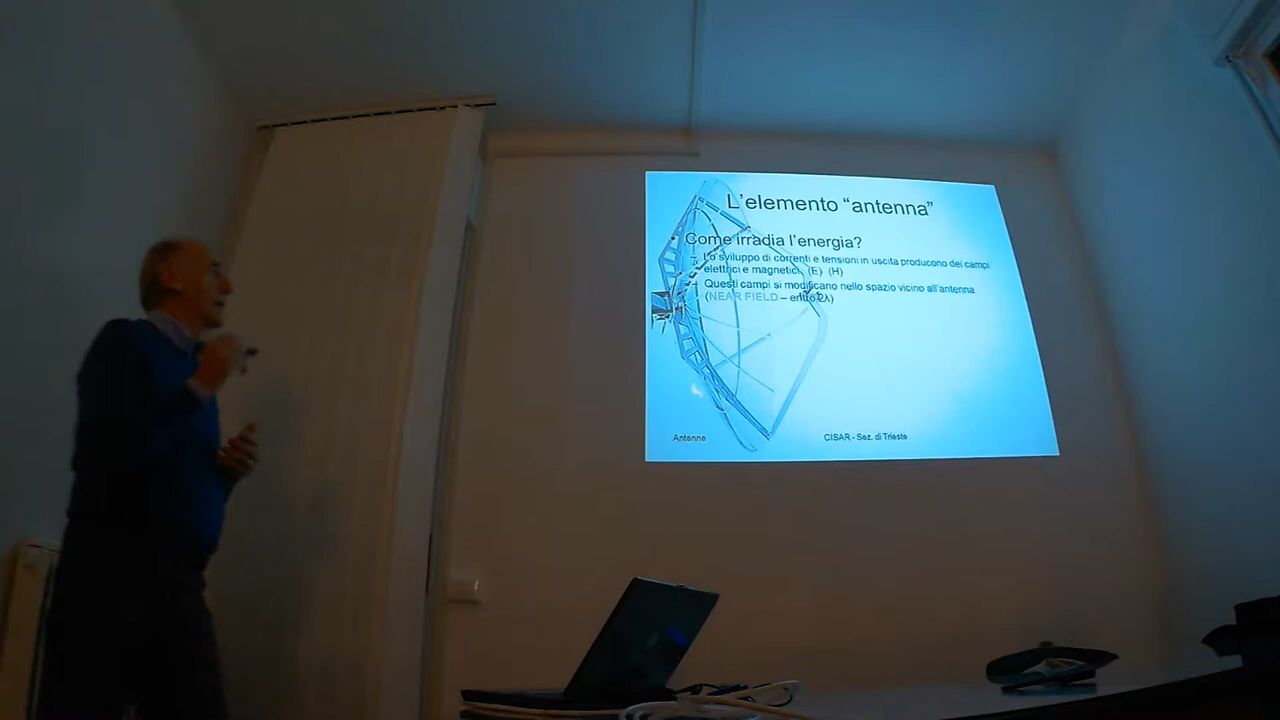 L'elemento “antenna”
• Come irradia l'energia?
– Lo sviluppo di correnti e tensioni in uscita producono dei campi
elettrici e magnetici. (E) (H)
– Questi campi si modificano nello spazio vicino all'antenna
(NEAR FIELD – entro 2λ)
Antenne
CISAR - Sez. di Trieste